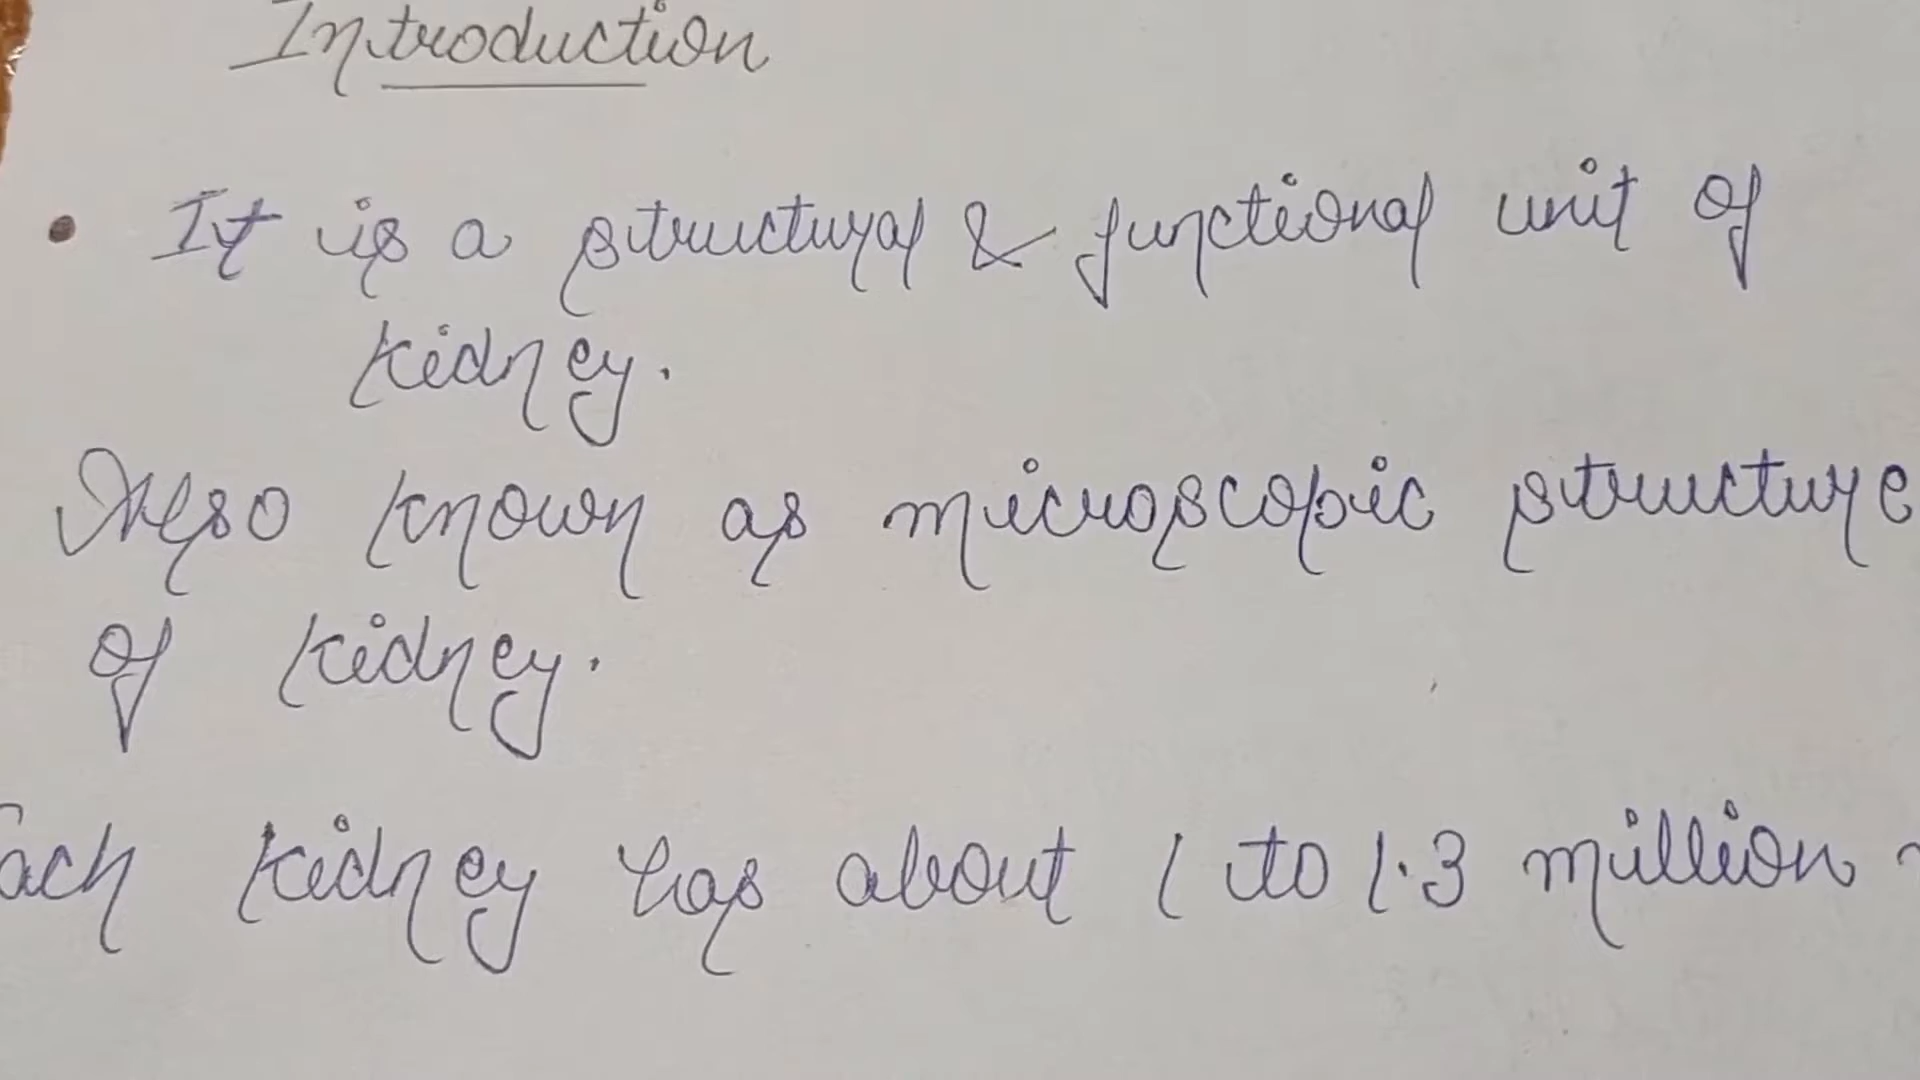 Introduction
• It is a structural & functional unit of
kidney.
Also known as microscopic structure
of kidney.
ach kidney has about 1 to 1.3 million